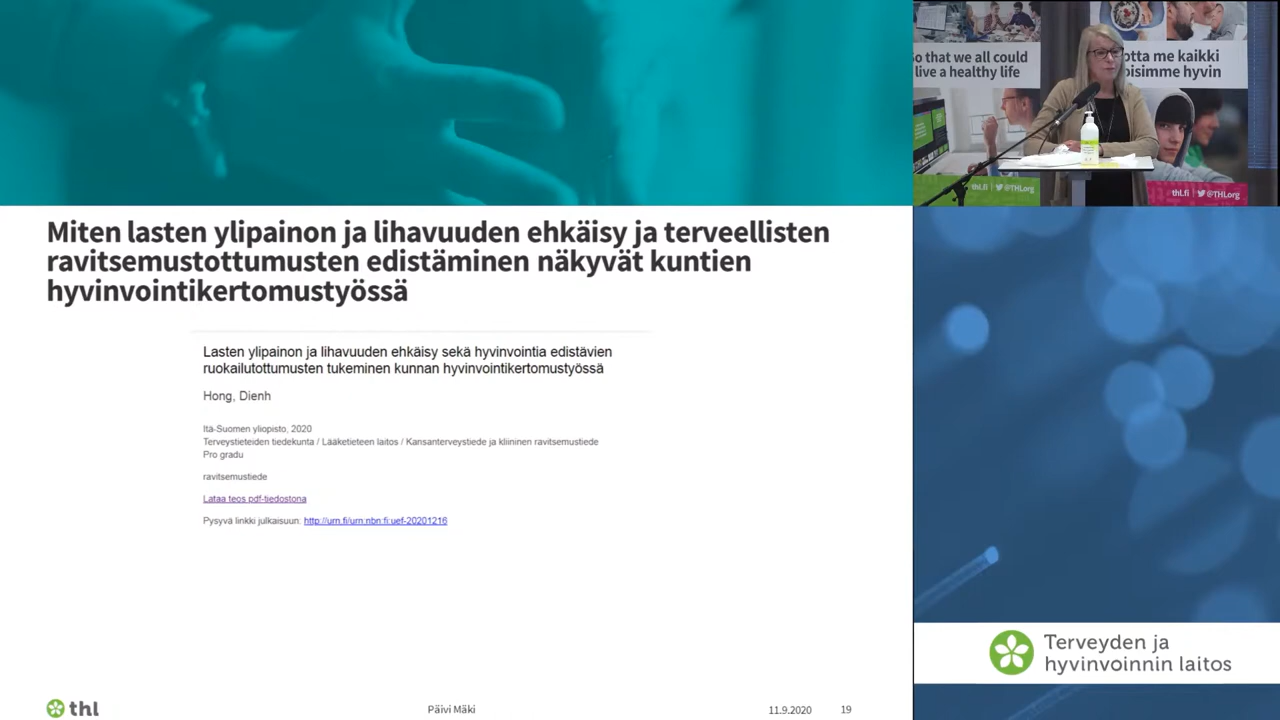 Miten lasten ylipainon ja lihavuuden ehkäisy ja terveellisten
ravitsemustottumusten edistäminen näkyvät kuntien
hyvinvointikertomustyössä
Lasten ylipainon ja lihavuuden ehkäisy sekä hyvinvointia edistävien
ruokailutottumusten tukeminen kunnan hyvinvointikertomustyössä
Hong, Dienh
Itä-Suomen yliopisto, 2020
Terveystieteiden tiedekunta / Lääketieteen laitos / Kansanterveystiede ja kliininen ravitsemustiede
Pro gradu
ravitsemustiede
Lataa teos pdf-tiedostona
Pysyvä linkki julkaisuun: http://urn.fi/urn:nbn:fi:uef-20201216
thl
Päivi Mäki
11.9.2020
19
So that we all could
live a healthy life
otta me kaikki
oisimme hyvin
thl.fi | @THLorg
thl.fi | @THLorg
Terveyden ja
hyvinvoinnin laitos